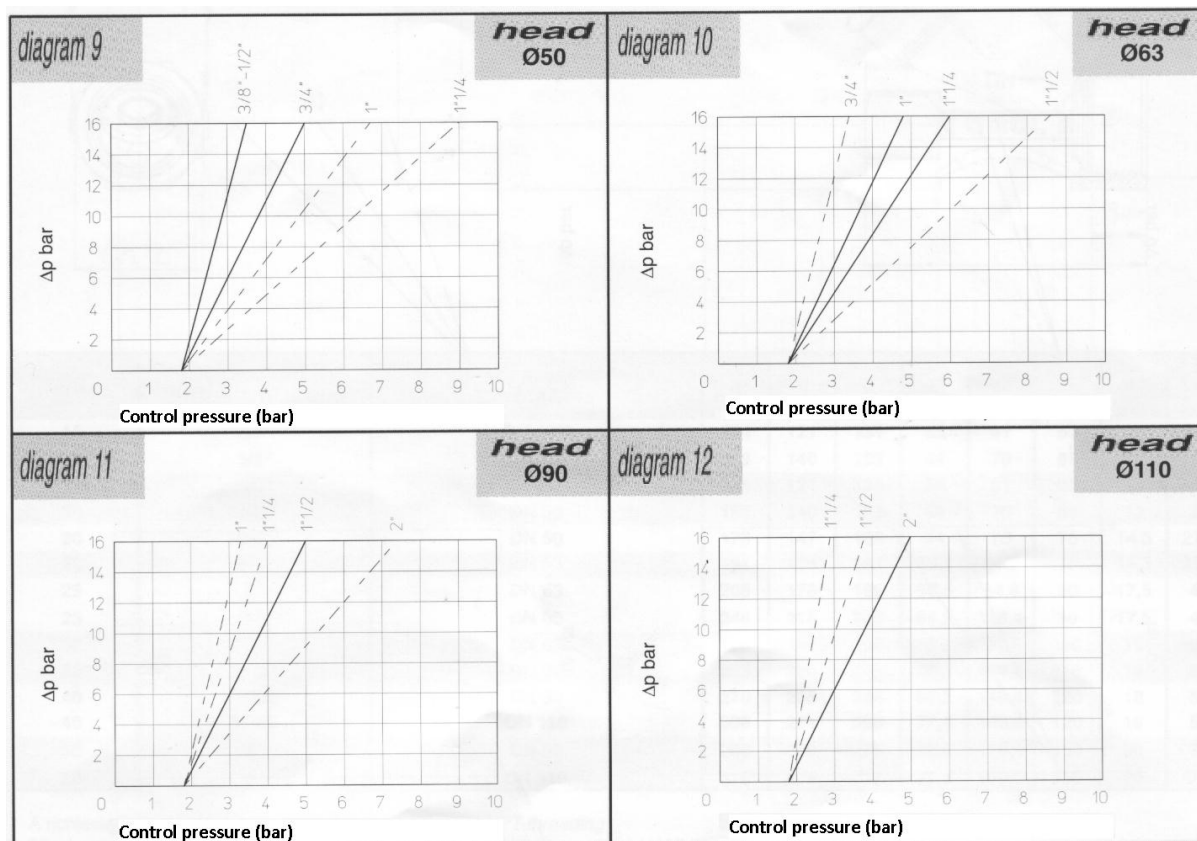 diagram 9
head
Ø50
3/8"-1/2"
3/4"
1"
1"1/4
16
14
12
10
8
6
4
2
Δp bar
0 1 2 3 4 5 6 7 8 9 10
Control pressure (bar)
diagram 10
head
Ø63
3/4"
1"
1"1/4
1"1/2
16
14
12
10
8
6
4
2
Δp bar
0 1 2 3 4 5 6 7 8 9 10
Control pressure (bar)
diagram 11
head
Ø90
1"
1"1/4
1"1/2
2"
16
14
12
10
8
6
4
2
Δp bar
0 1 2 3 4 5 6 7 8 9 10
Control pressure (bar)
diagram 12
head
Ø110
1"1/4
1"1/2
2"
16
14
12
10
8
6
4
2
Δp bar
0 1 2 3 4 5 6 7 8 9 10
Control pressure (bar)